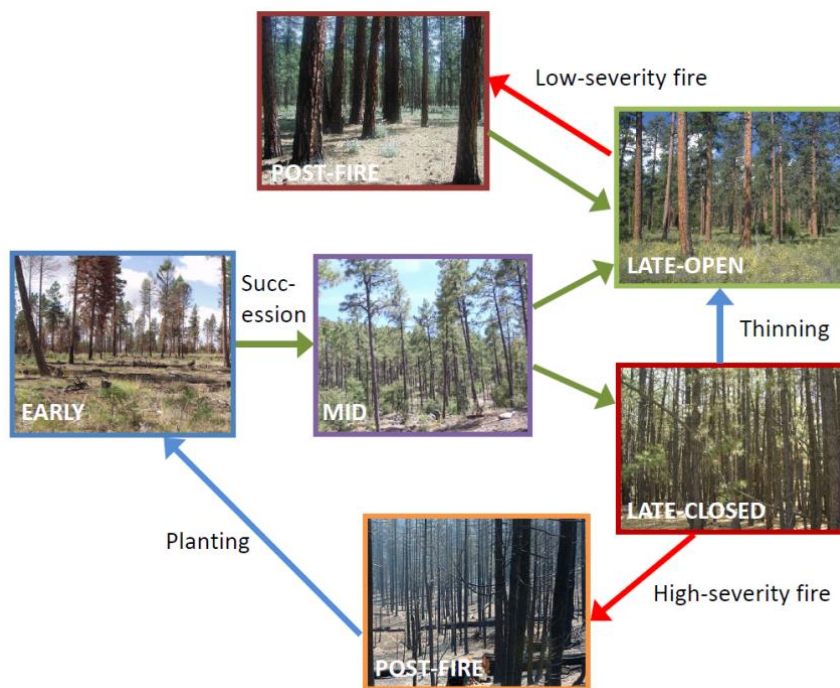 Low-severity fire
POST-FIRE
LATE-OPEN
Succ-
ession
Thinning
EARLY
MID
LATE-CLOSED
Planting
High-severity fire
POST-FIRE